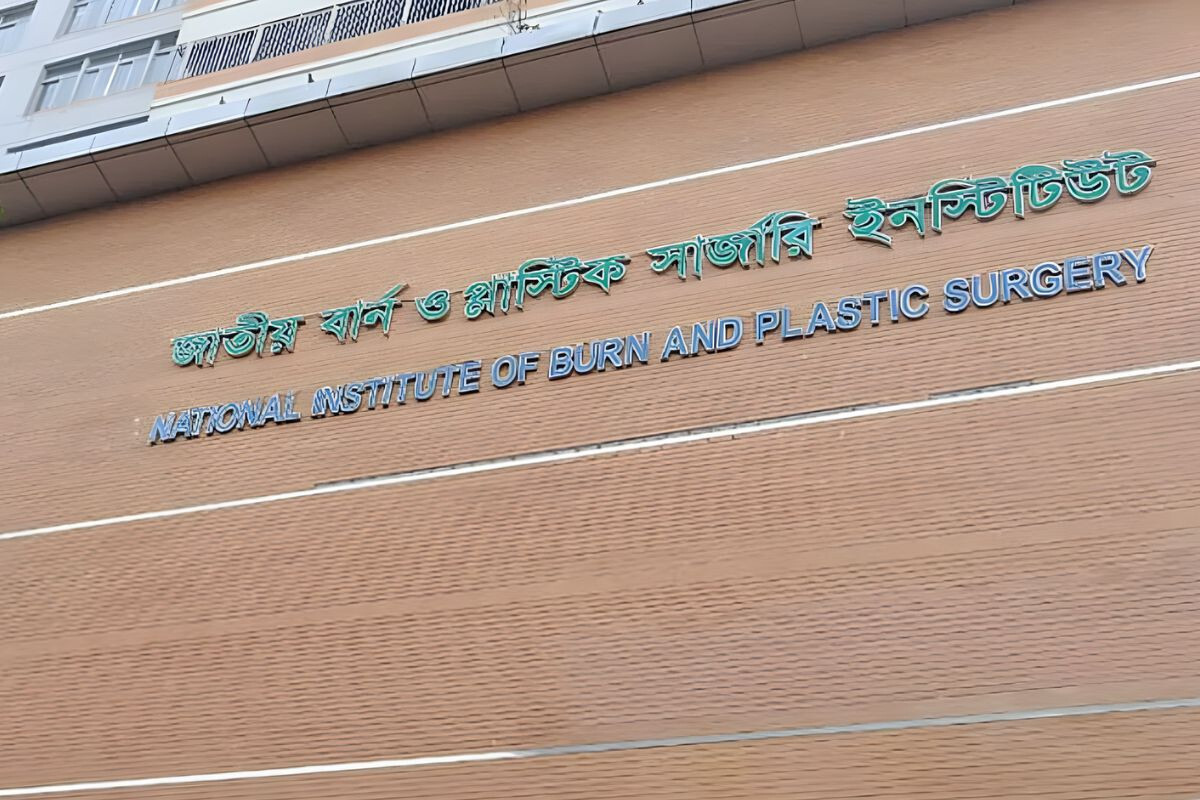 জাতীয় বার্ন ও প্লাস্টিক সার্জারি ইনস্টিটিউট
NATIONAL INSTITUTE OF BURN AND PLASTIC SURGERY